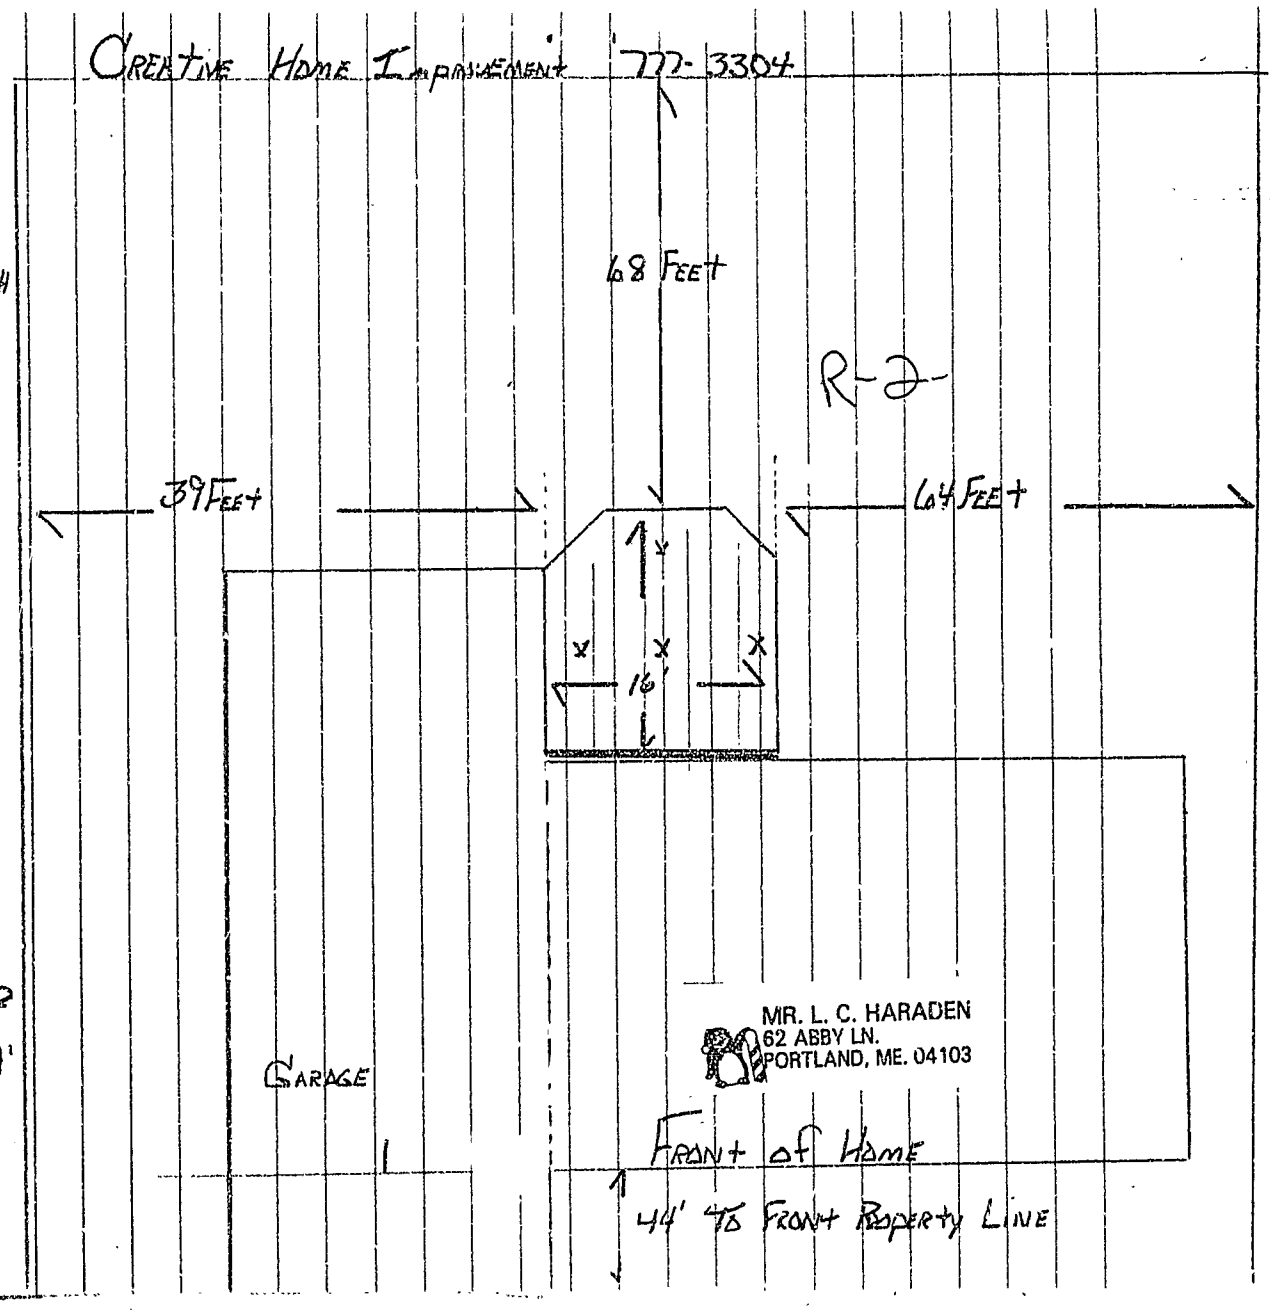 CREATIVE HOME IMPROVEMENT 777-3304
68 FEET
R-2-
39 FEET
64 FEET
x
x x x
16'
MR. L. C. HARADEN
62 ABBY LN.
PORTLAND, ME. 04103
GARAGE
FRONT of HOME
44' TO FRONT PROPERTY LINE